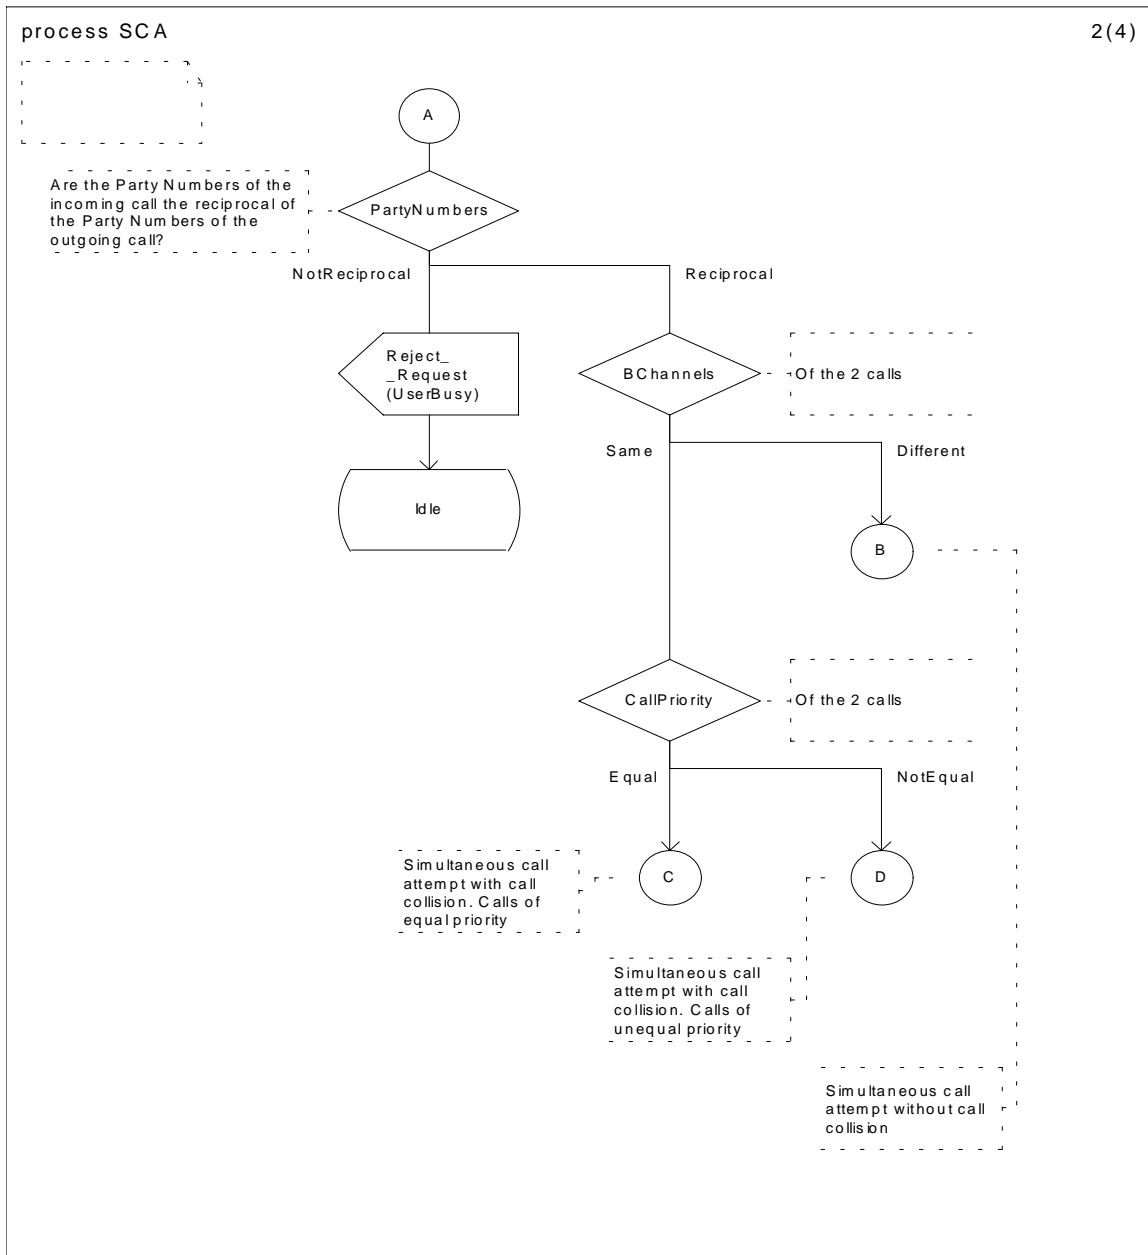 process SCA
2(4)
A
Are the Party Numbers of the
incoming call the reciprocal of
the Party Numbers of the
outgoing call?
PartyNumbers
NotReciprocal
Reciprocal
Reject_
_Request
(UserBusy)
BChannels
Of the 2 calls
Same
Different
Idle
B
CallPriority
Of the 2 calls
Equal
NotEqual
Simultaneous call
attempt with call
collision. Calls of
equal priority
C
D
Simultaneous call
attempt with call
collision. Calls of
unequal priority
Simultaneous call
attempt without call
collision